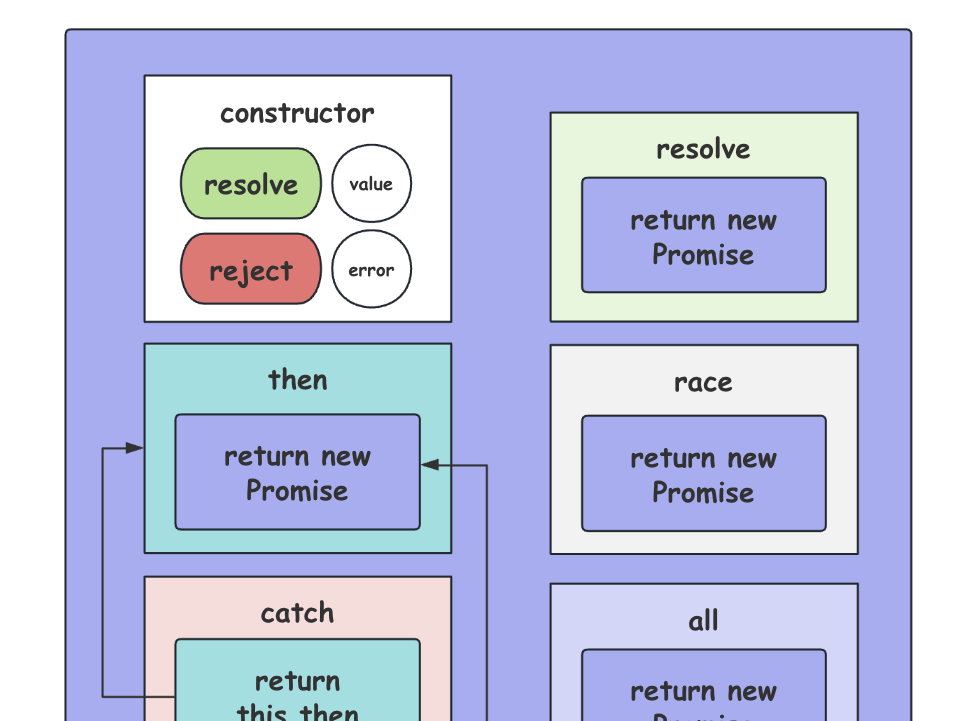 constructor
resolve
value
reject
error
then
return new
Promise
catch
return
this then
resolve
return new
Promise
race
return new
Promise
all
return new
Promise